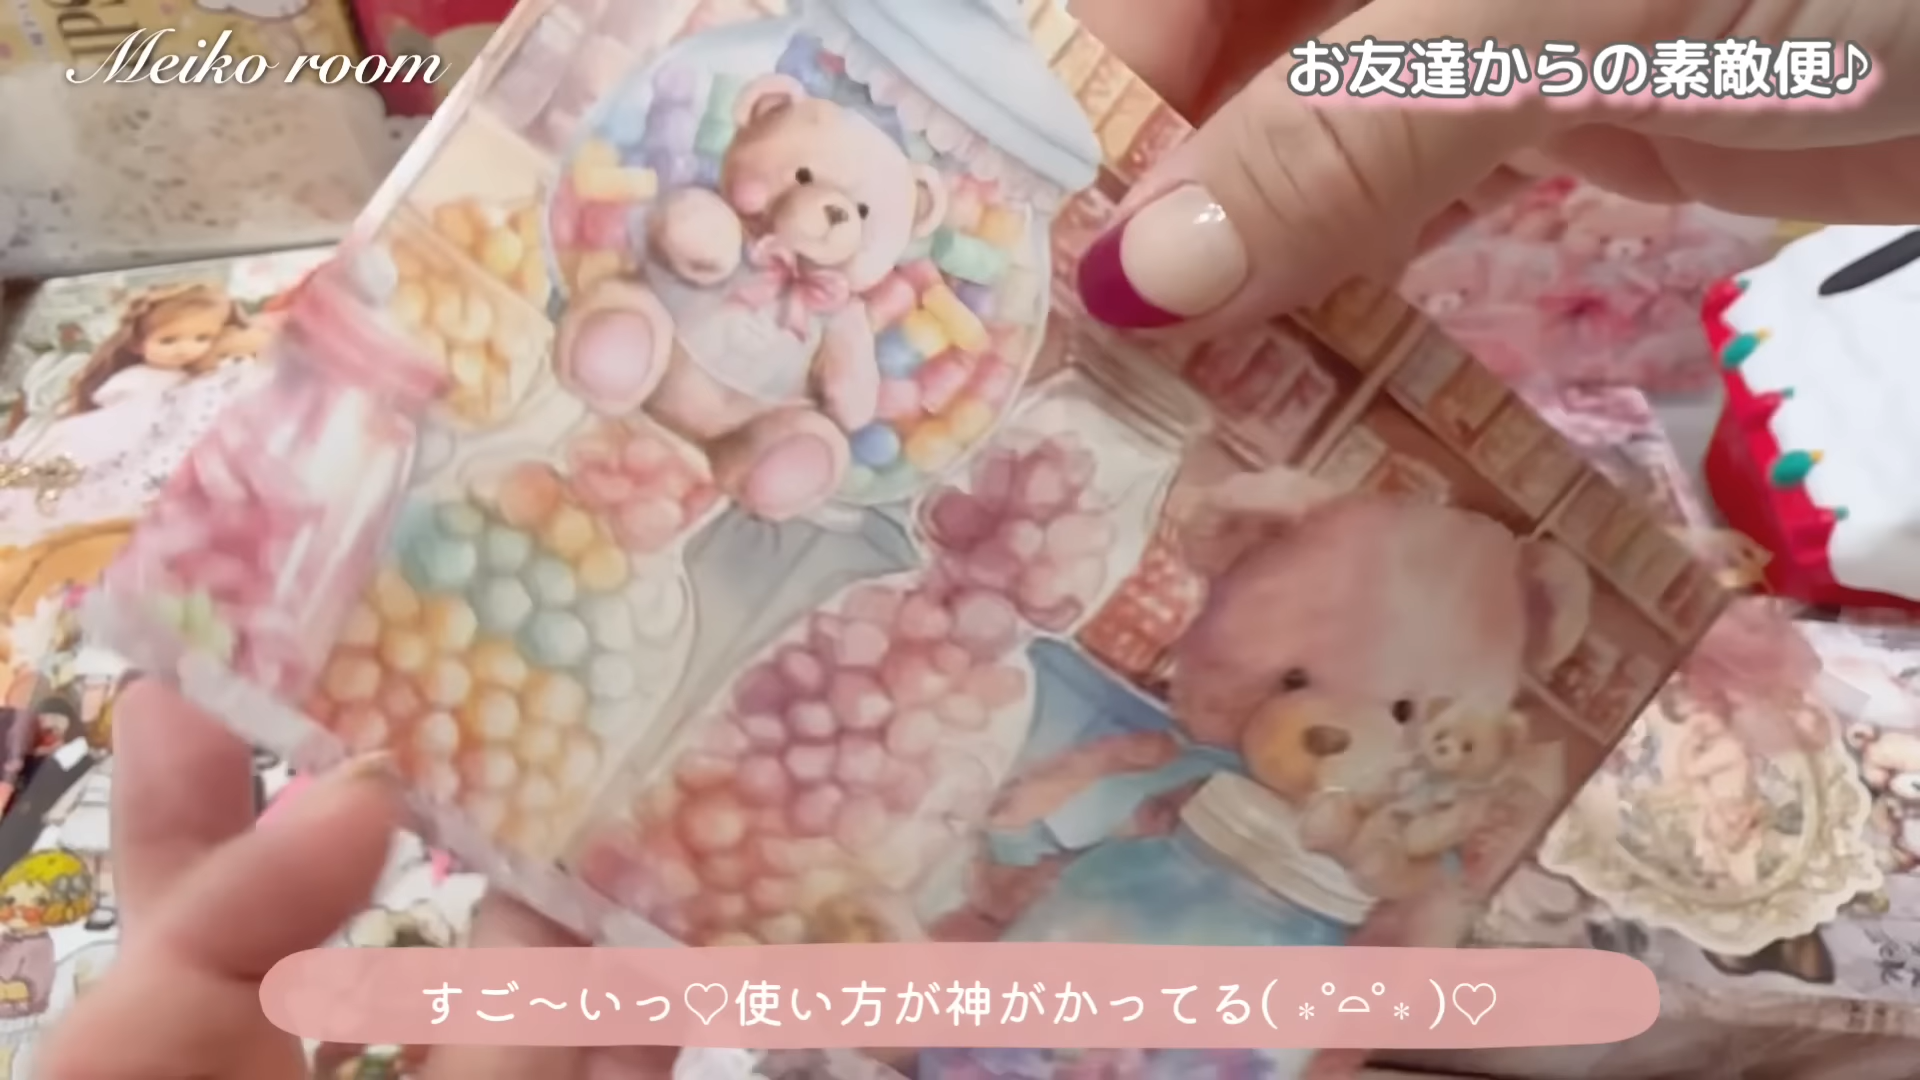 Meiko room
お友達からの素敵便♪
すご〜いっ♡使い方が神がかってる( ⁎˚⌓˚⁎ )♡